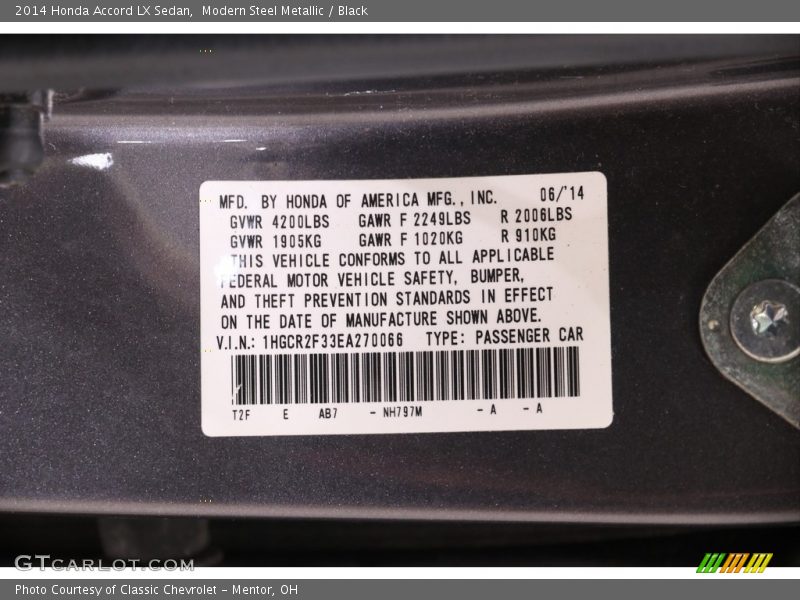 2014 Honda Accord LX Sedan,  Modern Steel Metallic / Black
MFD. BY HONDA OF AMERICA MFG., INC. 06/'14
GVWR 4200LBS GAWR F 2249LBS R 2006LBS
GVWR 1905KG GAWR F 1020KG R 910KG
THIS VEHICLE CONFORMS TO ALL APPLICABLE
FEDERAL MOTOR VEHICLE SAFETY, BUMPER,
AND THEFT PREVENTION STANDARDS IN EFFECT
ON THE DATE OF MANUFACTURE SHOWN ABOVE.
V.I.N.: 1HGCR2F33EA270066 TYPE: PASSENGER CAR
T2F E AB7 - NH797M - A - A
GTCARLOT.COM
Photo Courtesy of Classic Chevrolet - Mentor, OH